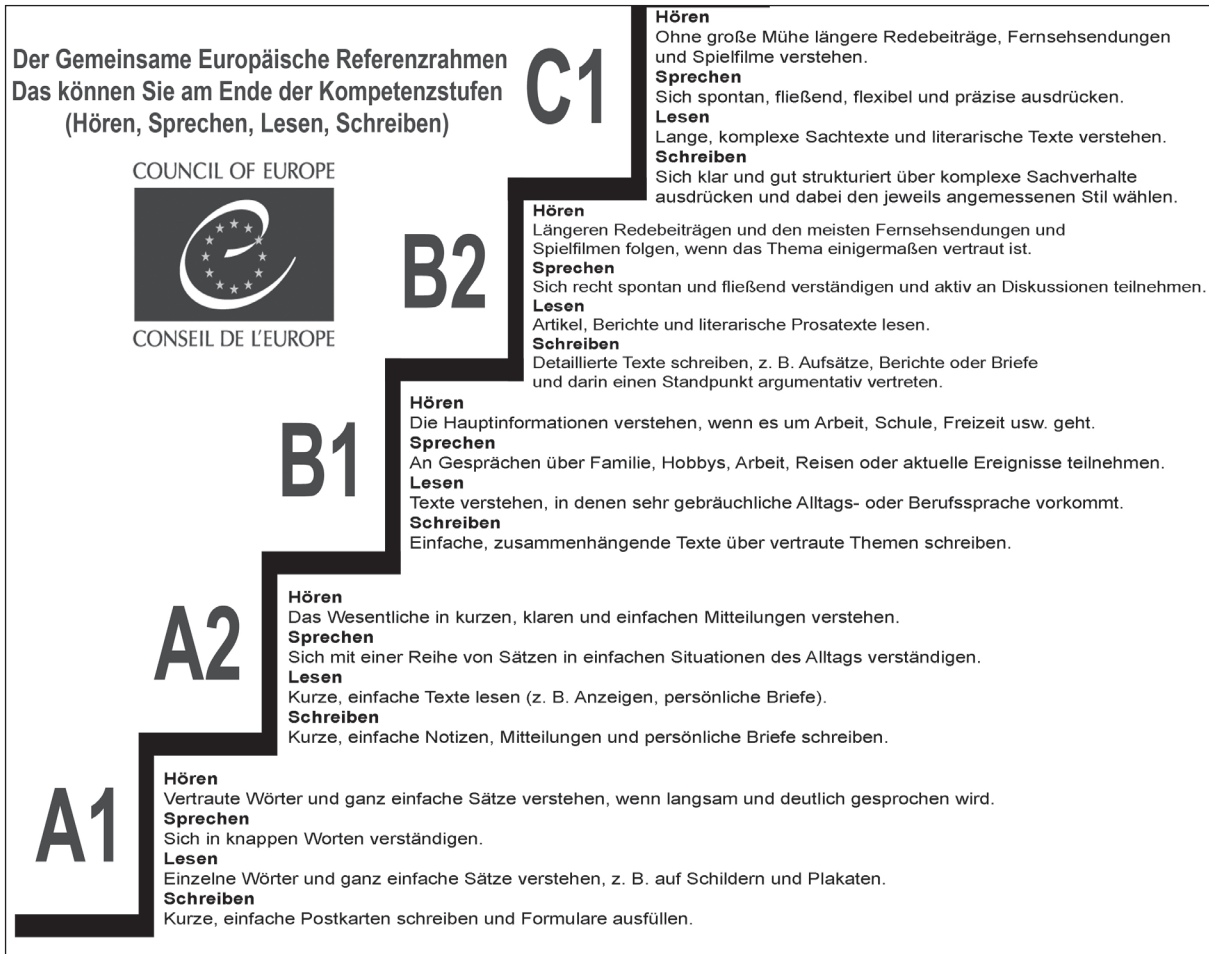 Der Gemeinsame Europäische Referenzrahmen
Das können Sie am Ende der Kompetenzstufen
(Hören, Sprechen, Lesen, Schreiben)
COUNCIL OF EUROPE
CONSEIL DE L'EUROPE
C1
Hören
Ohne große Mühe längere Redebeiträge, Fernsehsendungen
und Spielfilme verstehen.
Sprechen
Sich spontan, fließend, flexibel und präzise ausdrücken.
Lesen
Lange, komplexe Sachtexte und literarische Texte verstehen.
Schreiben
Sich klar und gut strukturiert über komplexe Sachverhalte
ausdrücken und dabei den jeweils angemessenen Stil wählen.
B2
Hören
Längeren Redebeiträgen und den meisten Fernsehsendungen und
Spielfilmen folgen, wenn das Thema einigermaßen vertraut ist.
Sprechen
Sich recht spontan und fließend verständigen und aktiv an Diskussionen teilnehmen.
Lesen
Artikel, Berichte und literarische Prosatexte lesen.
Schreiben
Detaillierte Texte schreiben, z. B. Aufsätze, Berichte oder Briefe
und darin einen Standpunkt argumentativ vertreten.
B1
Hören
Die Hauptinformationen verstehen, wenn es um Arbeit, Schule, Freizeit usw. geht.
Sprechen
An Gesprächen über Familie, Hobbys, Arbeit, Reisen oder aktuelle Ereignisse teilnehmen.
Lesen
Texte verstehen, in denen sehr gebräuchliche Alltags- oder Berufssprache vorkommt.
Schreiben
Einfache, zusammenhängende Texte über vertraute Themen schreiben.
A2
Hören
Das Wesentliche in kurzen, klaren und einfachen Mitteilungen verstehen.
Sprechen
Sich mit einer Reihe von Sätzen in einfachen Situationen des Alltags verständigen.
Lesen
Kurze, einfache Texte lesen (z. B. Anzeigen, persönliche Briefe).
Schreiben
Kurze, einfache Notizen, Mitteilungen und persönliche Briefe schreiben.
A1
Hören
Vertraute Wörter und ganz einfache Sätze verstehen, wenn langsam und deutlich gesprochen wird.
Sprechen
Sich in knappen Worten verständigen.
Lesen
Einzelne Wörter und ganz einfache Sätze verstehen, z. B. auf Schildern und Plakaten.
Schreiben
Kurze, einfache Postkarten schreiben und Formulare ausfüllen.